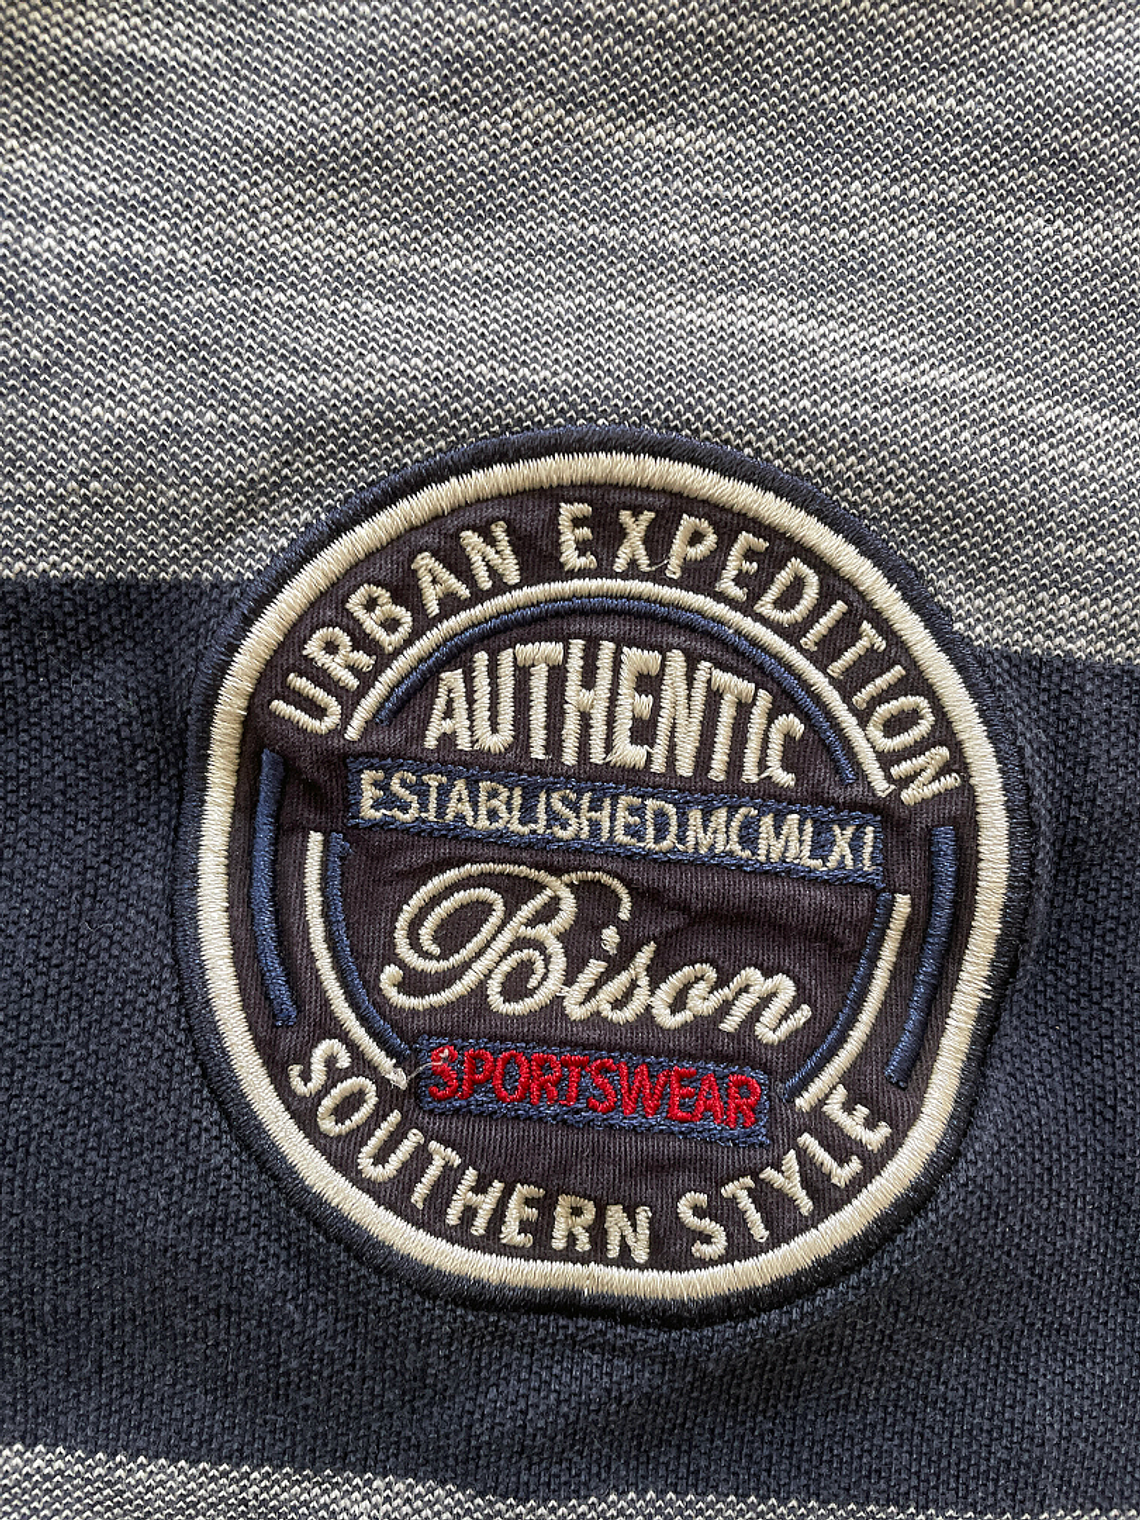 URBAN EXPEDITION
AUTHENTIC
ESTABLISHED.MCMLXI
Bison
SPORTSWEAR
SOUTHERN STYLE